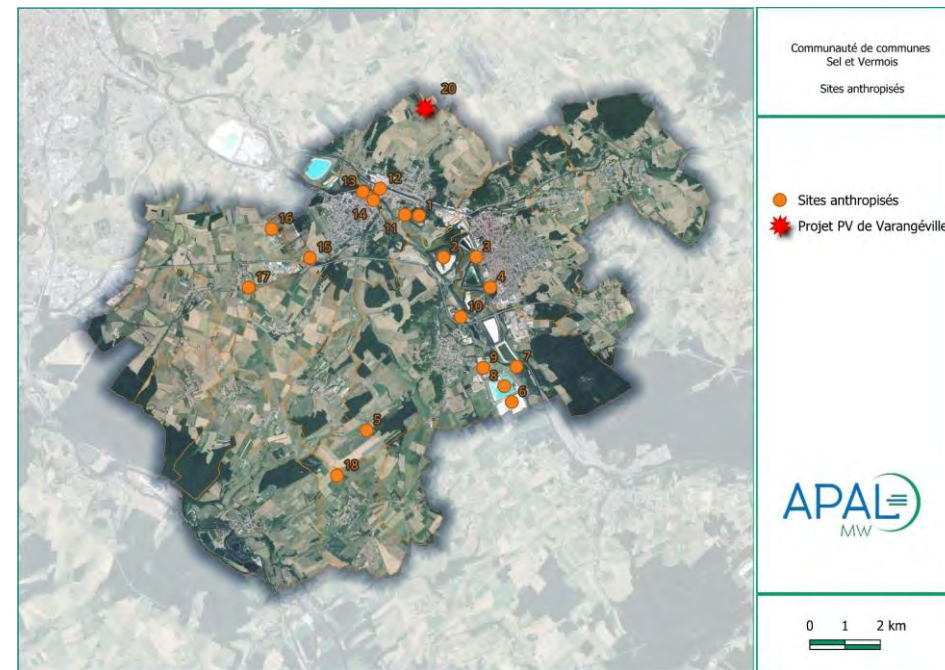 Communauté de communes
Sel et Vermois
Sites anthropisés
Sites anthropisés
Projet PV de Varangéville
APAL
MW
0 1 2 km
20
12
13
14
11
1
16
15
2
3
17
4
10
9
7
8
6
5
18